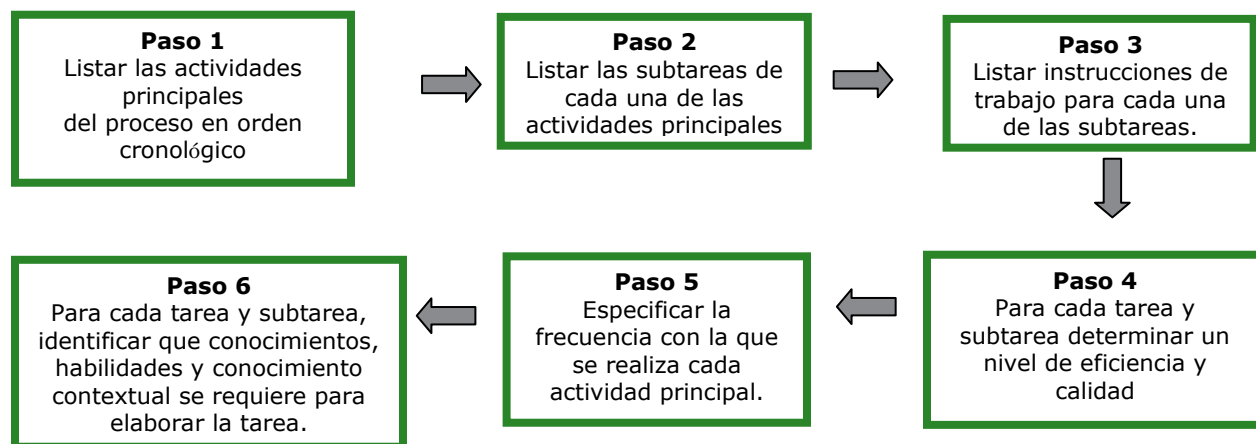 Paso 1
Listar las actividades
principales
del proceso en orden
cronológico
Paso 2
Listar las subtareas de
cada una de las
actividades principales
Paso 3
Listar instrucciones de
trabajo para cada una
de las subtareas.
Paso 4
Para cada tarea y
subtarea determinar un
nivel de eficiencia y
calidad
Paso 5
Especificar la
frecuencia con la que
se realiza cada
actividad principal.
Paso 6
Para cada tarea y subtarea,
identificar que conocimientos,
habilidades y conocimiento
contextual se requiere para
elaborar la tarea.